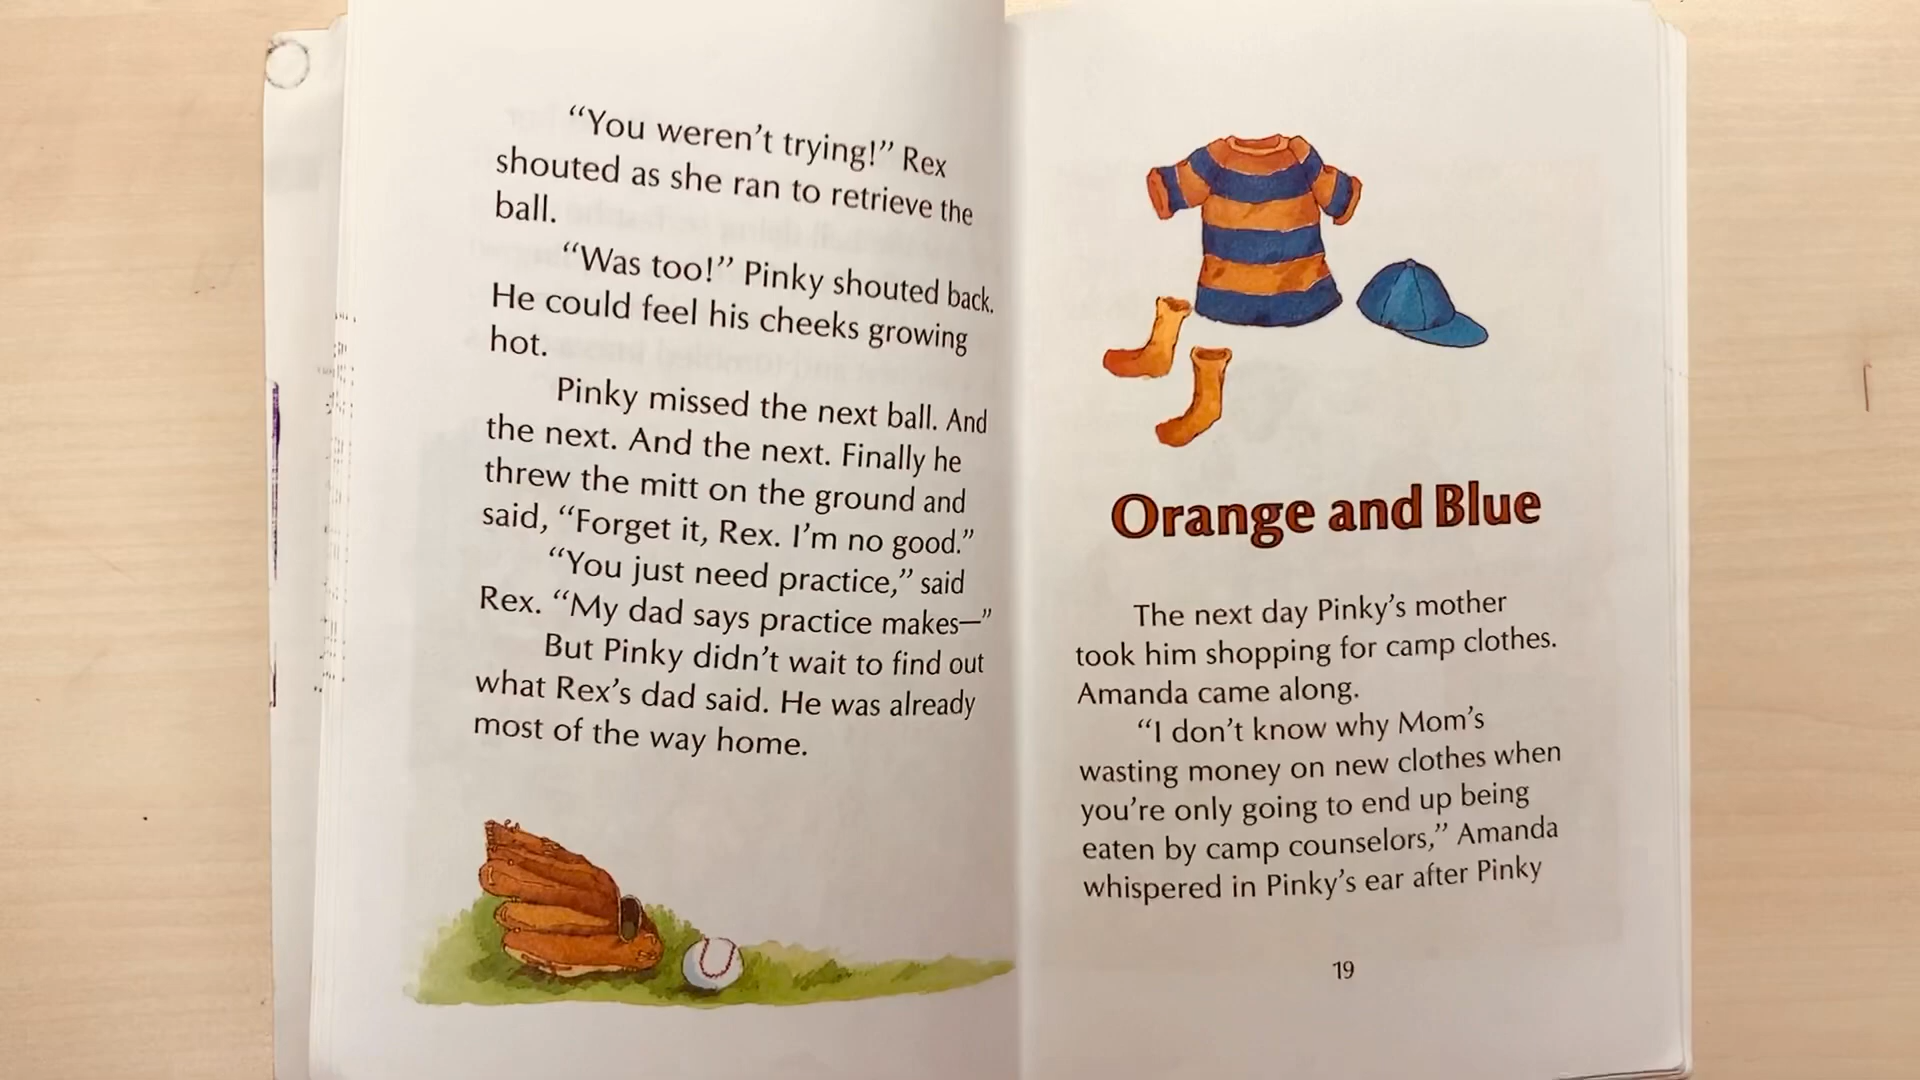 “You weren’t trying!” Rex
shouted as she ran to retrieve the
ball.
“Was too!” Pinky shouted back.
He could feel his cheeks growing
hot.
Pinky missed the next ball. And
the next. And the next. Finally he
threw the mitt on the ground and
said, “Forget it, Rex. I’m no good.”
“You just need practice,” said
Rex. “My dad says practice makes—”
But Pinky didn’t wait to find out
what Rex’s dad said. He was already
most of the way home.
Orange and Blue
The next day Pinky’s mother
took him shopping for camp clothes.
Amanda came along.
“I don’t know why Mom’s
wasting money on new clothes when
you’re only going to end up being
eaten by camp counselors,” Amanda
whispered in Pinky’s ear after Pinky
19